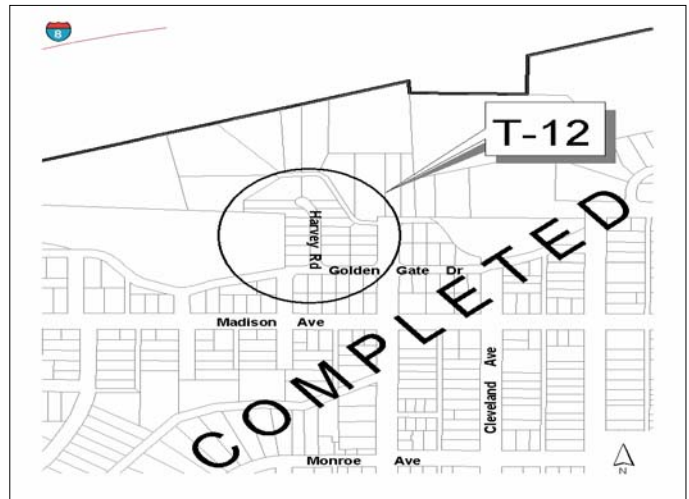 8
T-12
Harvey Rd
Golden Gate Dr
Madison Ave
COMPLETED
Cleveland Ave
Monroe Ave
N